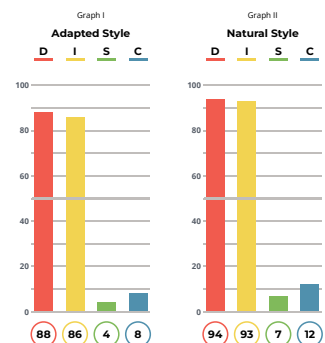 Graph I
Adapted Style
D I S C
100
80
60
40
20
0
88 86 4 8
Graph II
Natural Style
D I S C
100
80
60
40
20
0
94 93 7 12